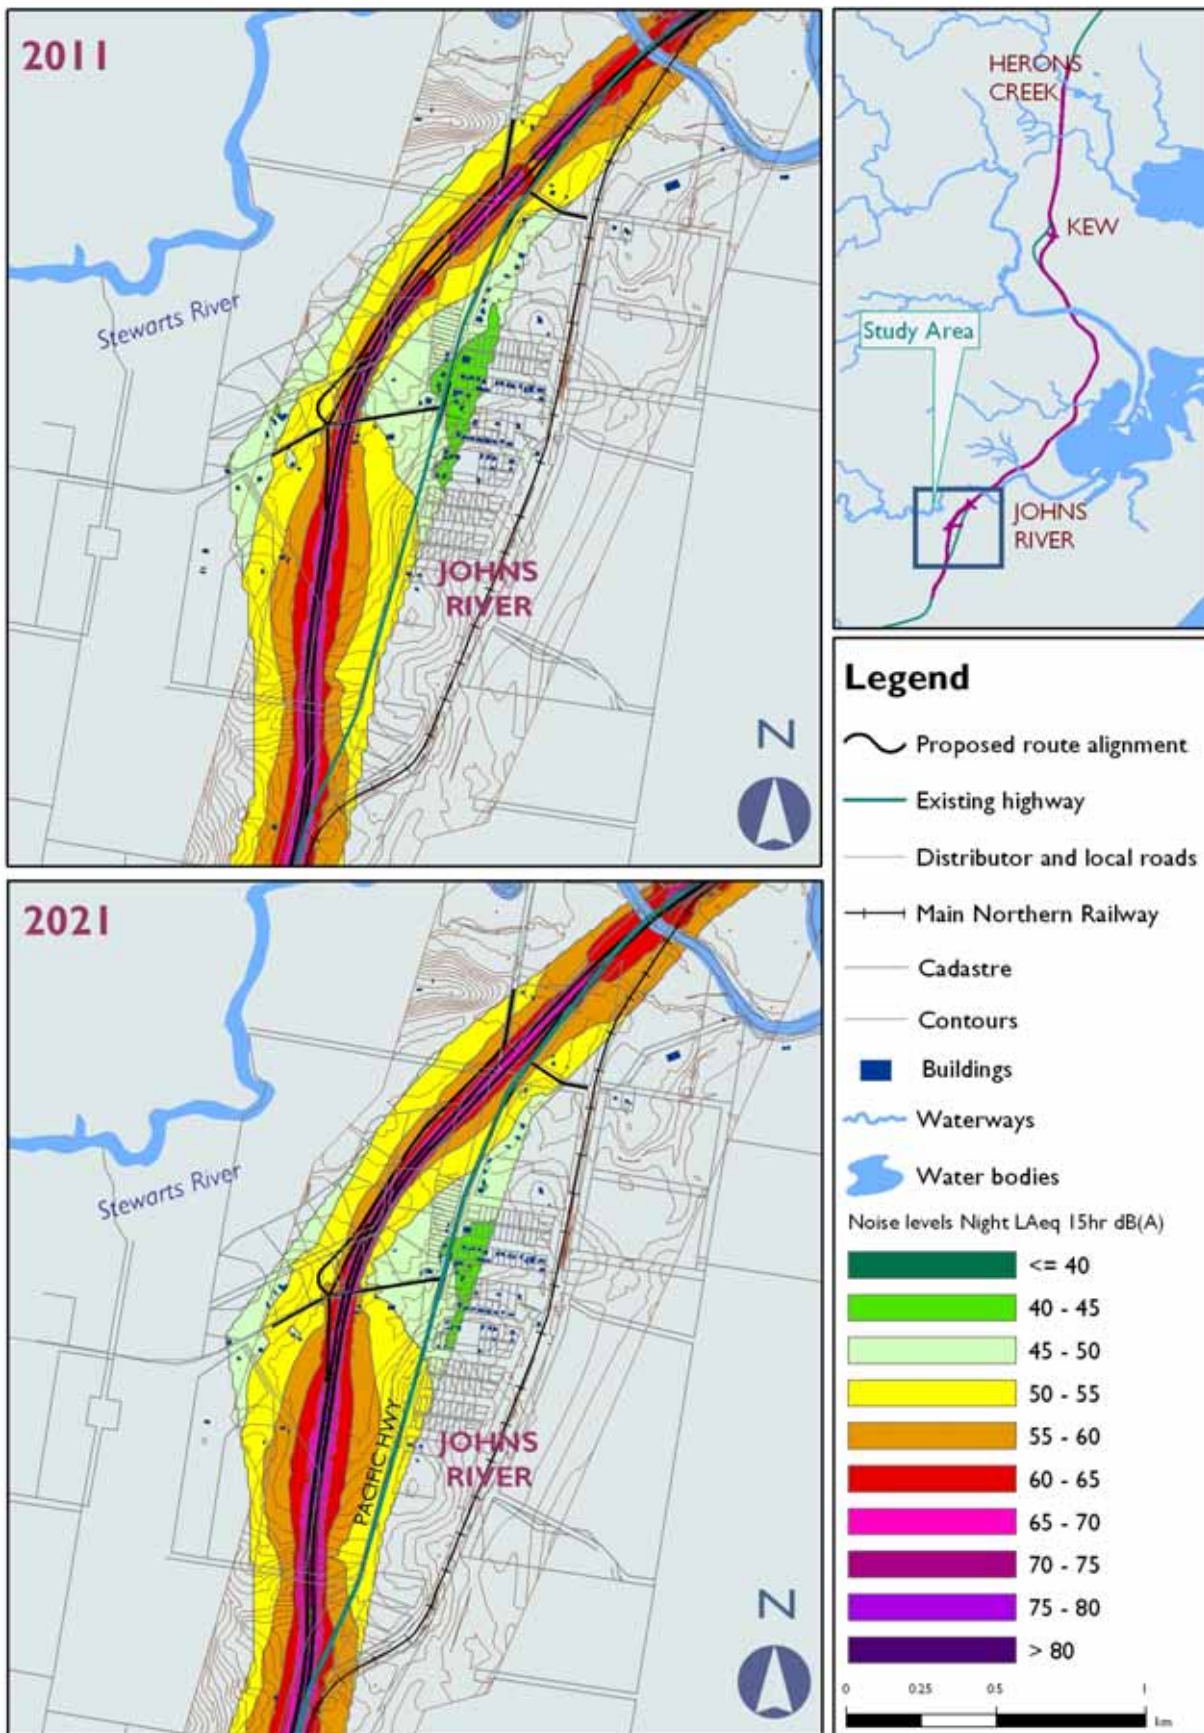 2011
Stewarts River
JOHNS
RIVER
N
HERONS
CREEK
KEW
Study Area
JOHNS
RIVER
2021
Stewarts River
PACIFIC HWY
JOHNS
RIVER
N
Legend
Proposed route alignment
Existing highway
Distributor and local roads
Main Northern Railway
Cadastre
Contours
Buildings
Waterways
Water bodies
Noise levels Night LAeq 15hr dB(A)
<= 40
40 - 45
45 - 50
50 - 55
55 - 60
60 - 65
65 - 70
70 - 75
75 - 80
> 80
0 0.25 0.5 1
km